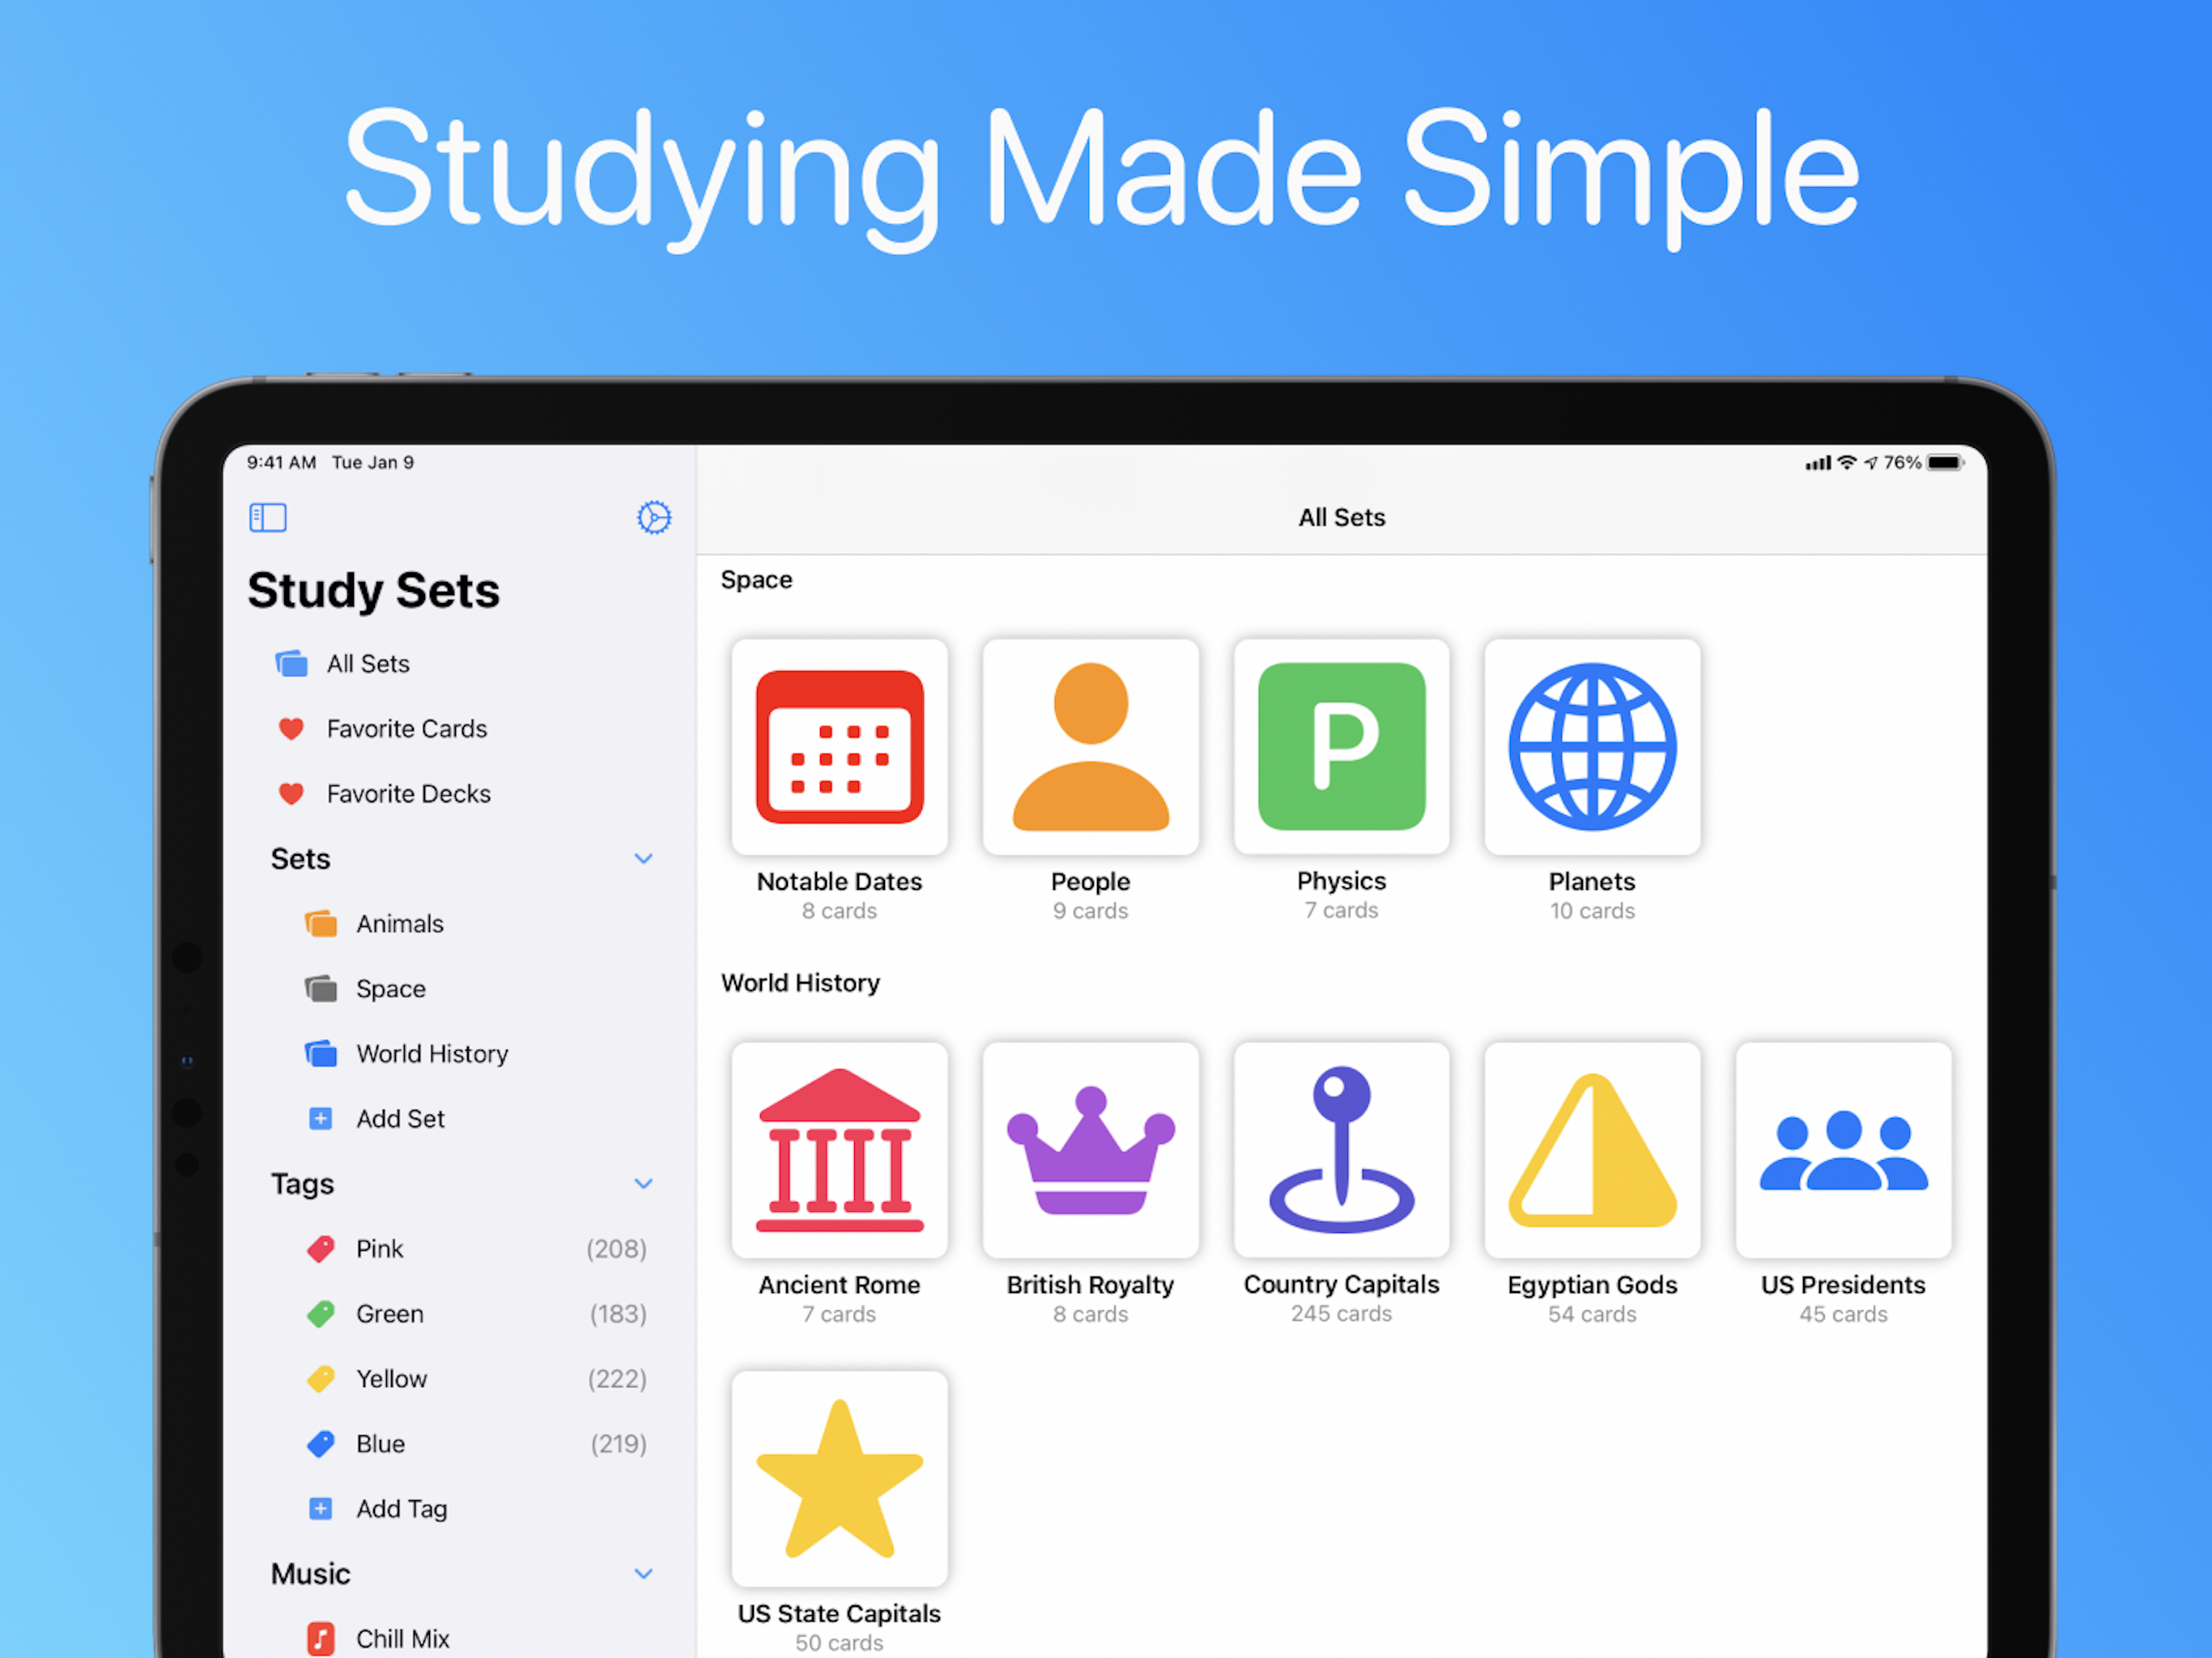 Studying Made Simple
9:41 AM Tue Jan 9
76%
Study Sets
All Sets
Favorite Cards
Favorite Decks
Sets
Animals
Space
World History
Add Set
Tags
Pink (208)
Green (183)
Yellow (222)
Blue (219)
Add Tag
Music
Chill Mix
All Sets
Space
P
Notable Dates People Physics Planets
8 cards 9 cards 7 cards 10 cards
World History
Ancient Rome British Royalty Country Capitals Egyptian Gods US Presidents
7 cards 8 cards 245 cards 54 cards 45 cards
US State Capitals
50 cards